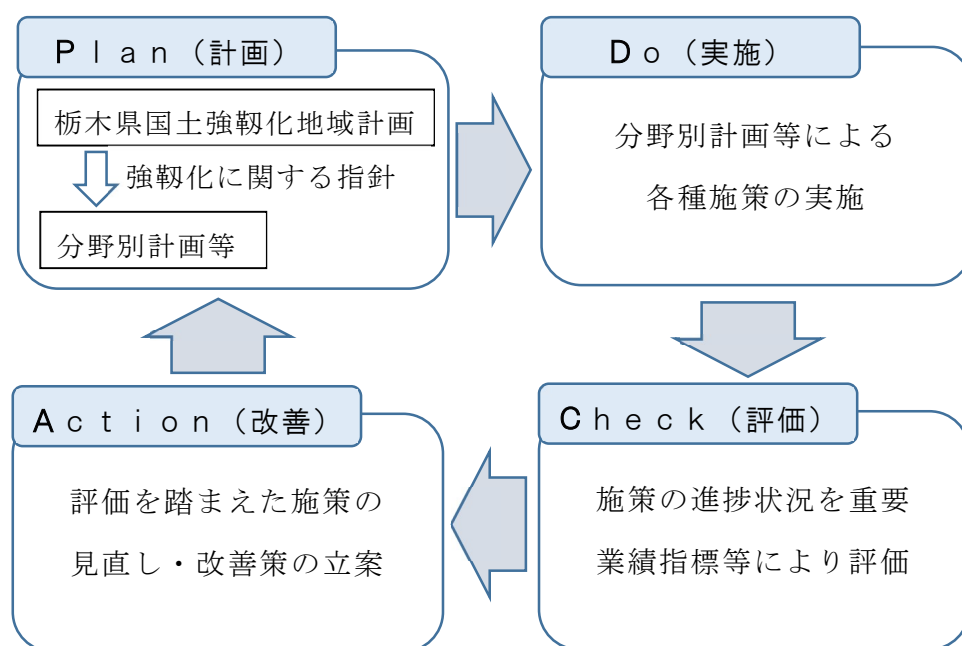 Plan（計画）
栃木県国土強靱化地域計画
強靱化に関する指針
分野別計画等
Do（実施）
分野別計画等による
各種施策の実施
Check（評価）
施策の進捗状況を重要
業績指標等により評価
Action（改善）
評価を踏まえた施策の
見直し・改善策の立案